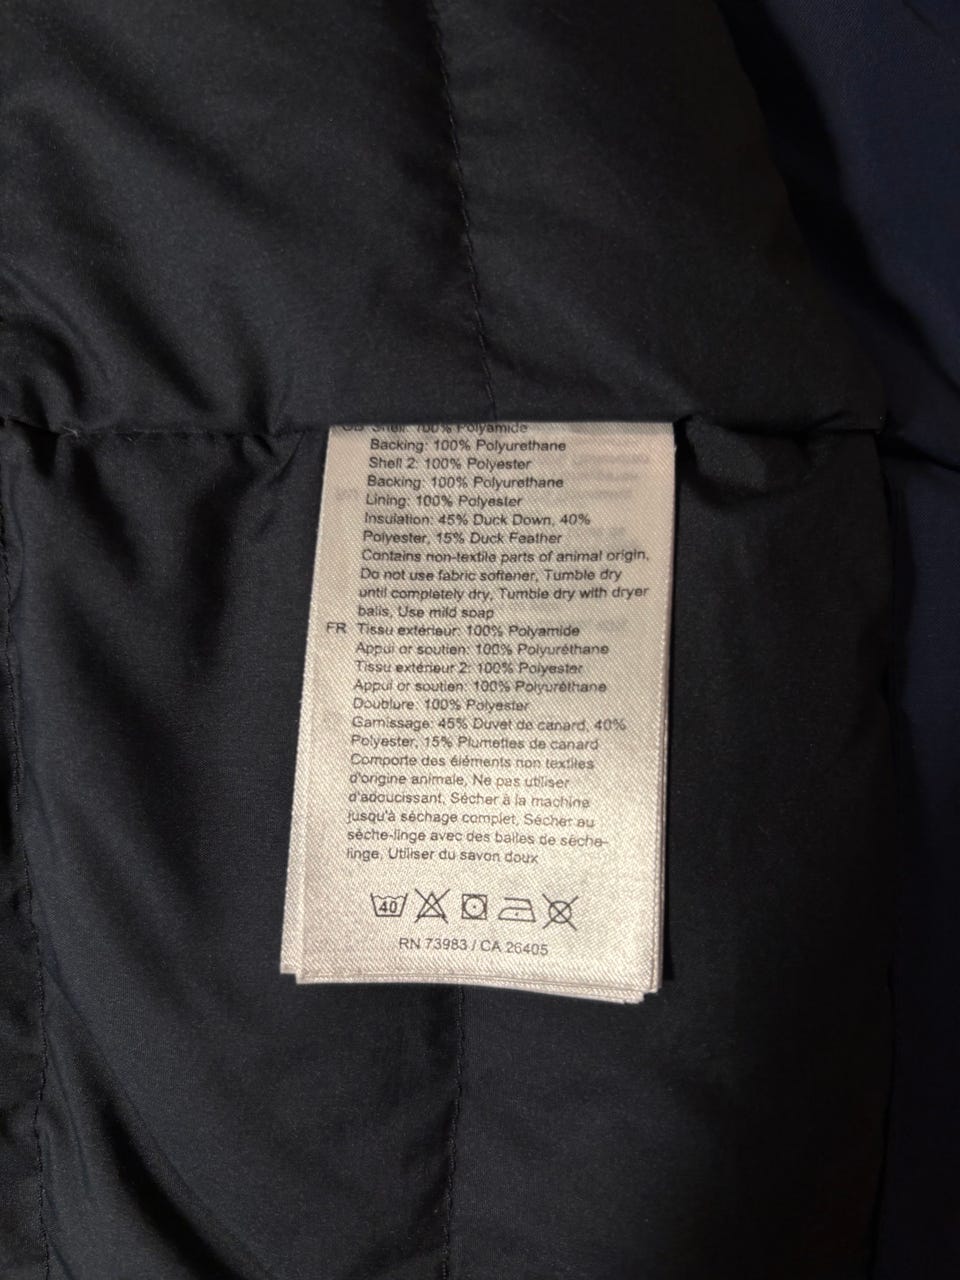 GB Shell: 100% Polyamide
Backing: 100% Polyurethane
Shell 2: 100% Polyester
Backing: 100% Polyurethane
Lining: 100% Polyester
Insulation: 45% Duck Down, 40%
Polyester, 15% Duck Feather
Contains non-textile parts of animal origin,
Do not use fabric softener, Tumble dry
until completely dry, Tumble dry with dryer
balls, Use mild soap
FR Tissu extérieur: 100% Polyamide
Appui or soutien: 100% Polyuréthane
Tissu extérieur 2: 100% Polyester
Appui or soutien: 100% Polyuréthane
Doublure: 100% Polyester
Garnissage: 45% Duvet de canard, 40%
Polyester, 15% Plumettes de canard
Comporte des éléments non textiles
d'origine animale, Ne pas utiliser
d'adoucissant, Sécher à la machine
jusqu'à séchage complet, Sécher au
sèche-linge avec des balles de sèche-
linge, Utiliser du savon doux
40
RN 73983 / CA 26405